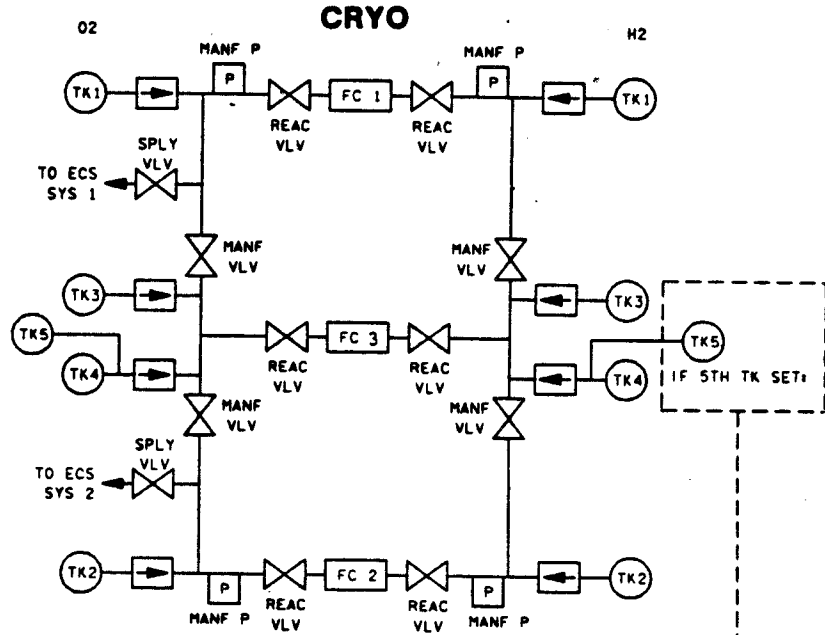 CRYO
O2
H2
MANF P
MANF P
TK1
P
FC 1
P
TK1
REAC
VLV
REAC
VLV
SPLY
VLV
TO ECS
SYS 1
MANF
VLV
MANF
VLV
TK3
TK3
TK5
FC 3
TK5
TK4
REAC
VLV
REAC
VLV
TK4
IF 5TH TK SET:
MANF
VLV
MANF
VLV
SPLY
VLV
TO ECS
SYS 2
TK2
P
FC 2
P
TK2
MANF P
REAC
VLV
REAC
VLV
MANF P